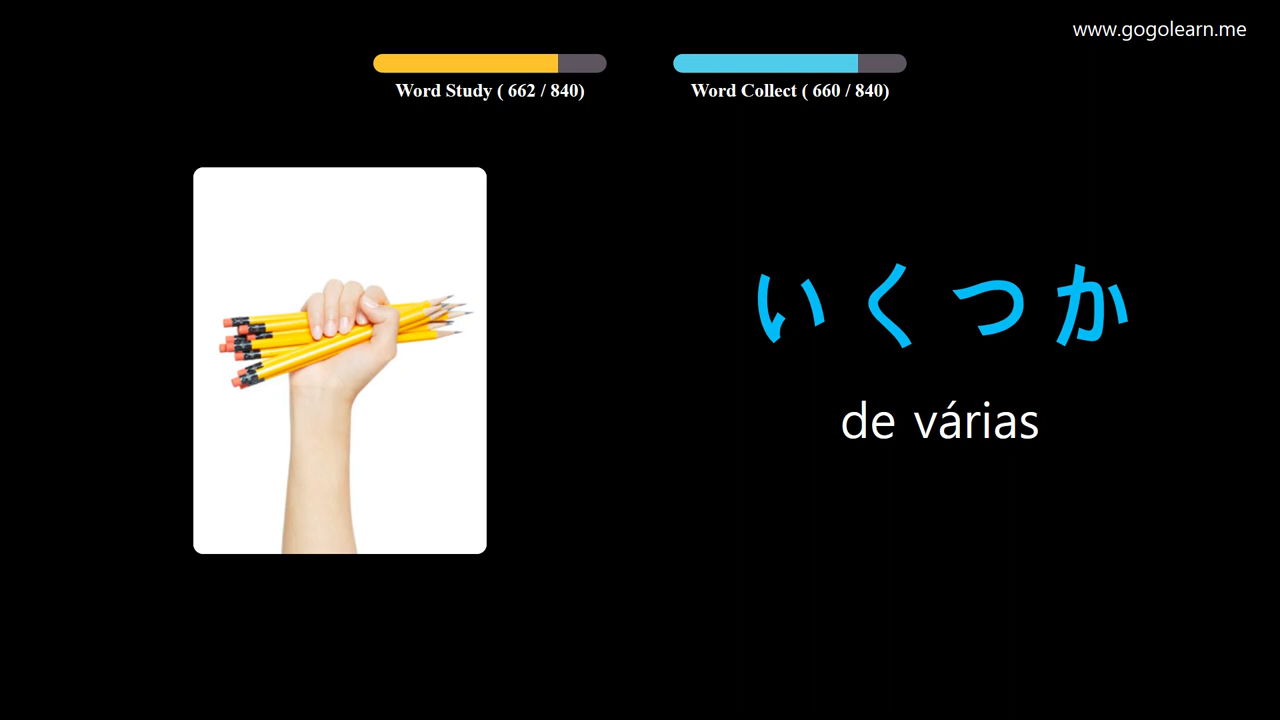 www.gogolearn.me
Word Study ( 662 / 840)
Word Collect ( 660 / 840)
いくつか
de várias